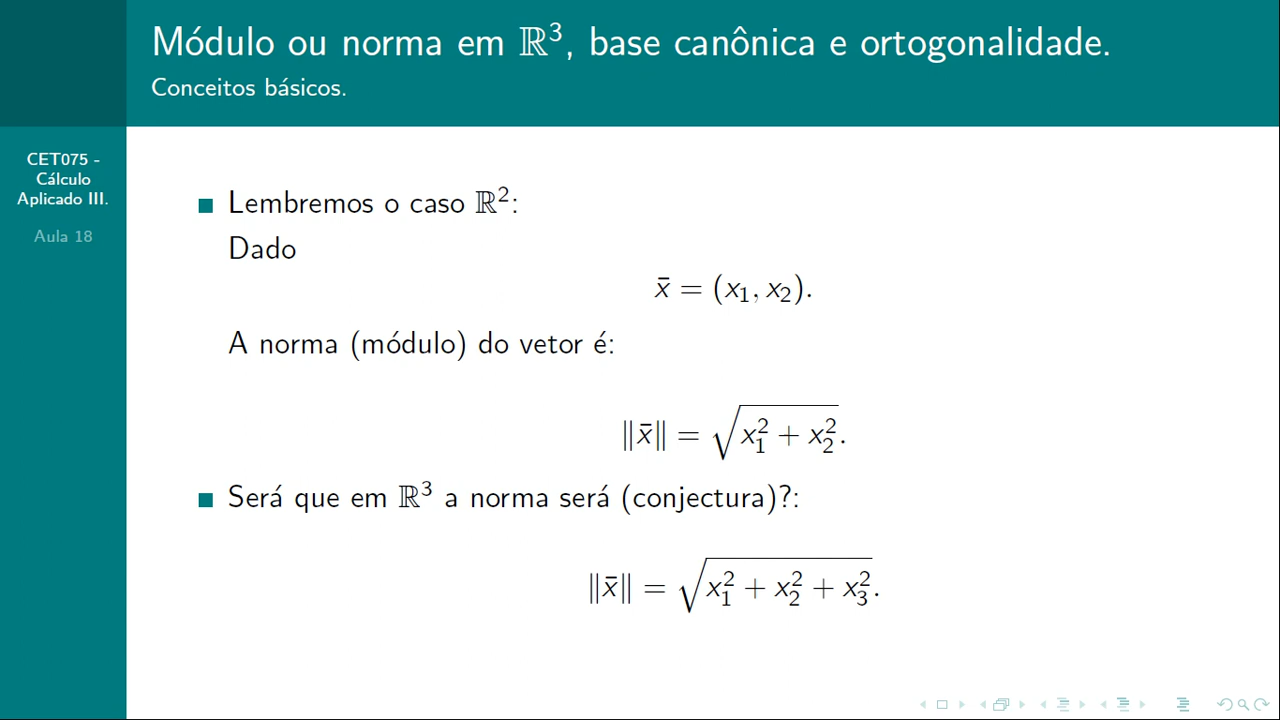 Módulo ou norma em ℝ³, base canônica e ortogonalidade.
Conceitos básicos.
CET075 -
Cálculo
Aplicado III.
Aula 18
Lembremos o caso ℝ²:
Dado
x̄ = (x₁, x₂).
A norma (módulo) do vetor é:
‖x̄‖ = √(x₁² + x₂²).
Será que em ℝ³ a norma será (conjectura)?:
‖x̄‖ = √(x₁² + x₂² + x₃²).